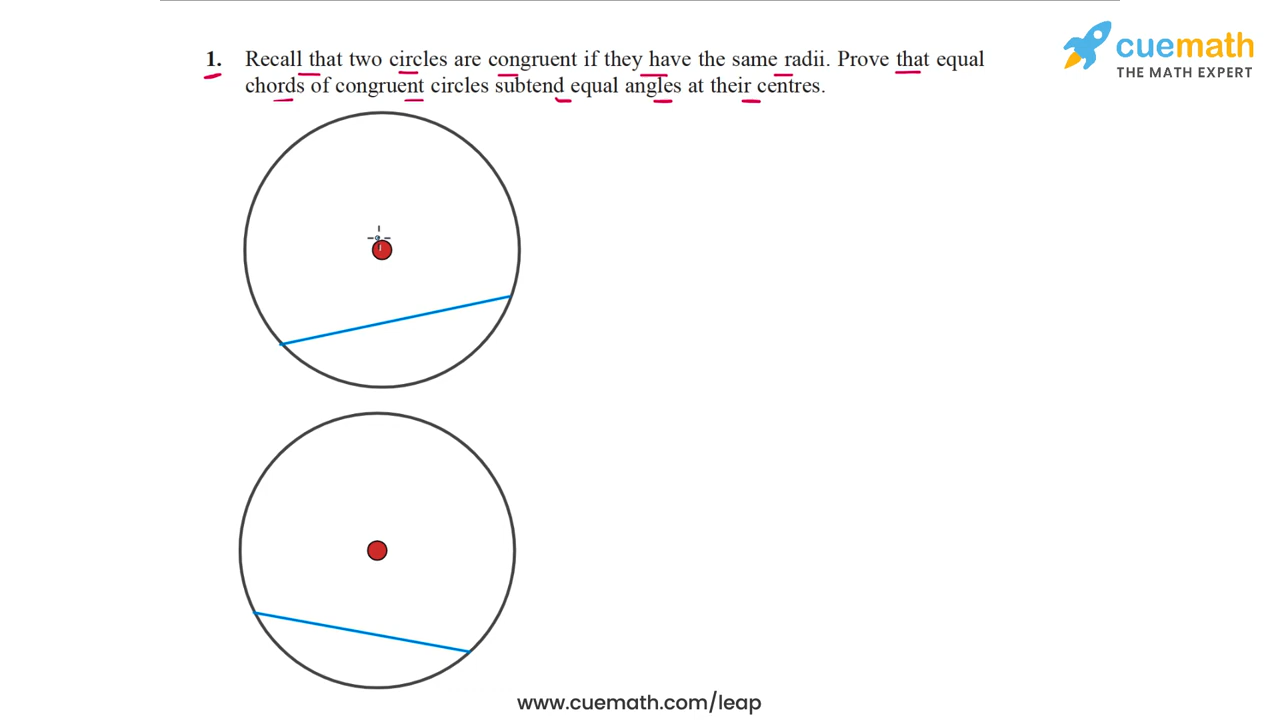 1. Recall that two circles are congruent if they have the same radii. Prove that equal
chords of congruent circles subtend equal angles at their centres.
cuemath
THE MATH EXPERT
www.cuemath.com/leap